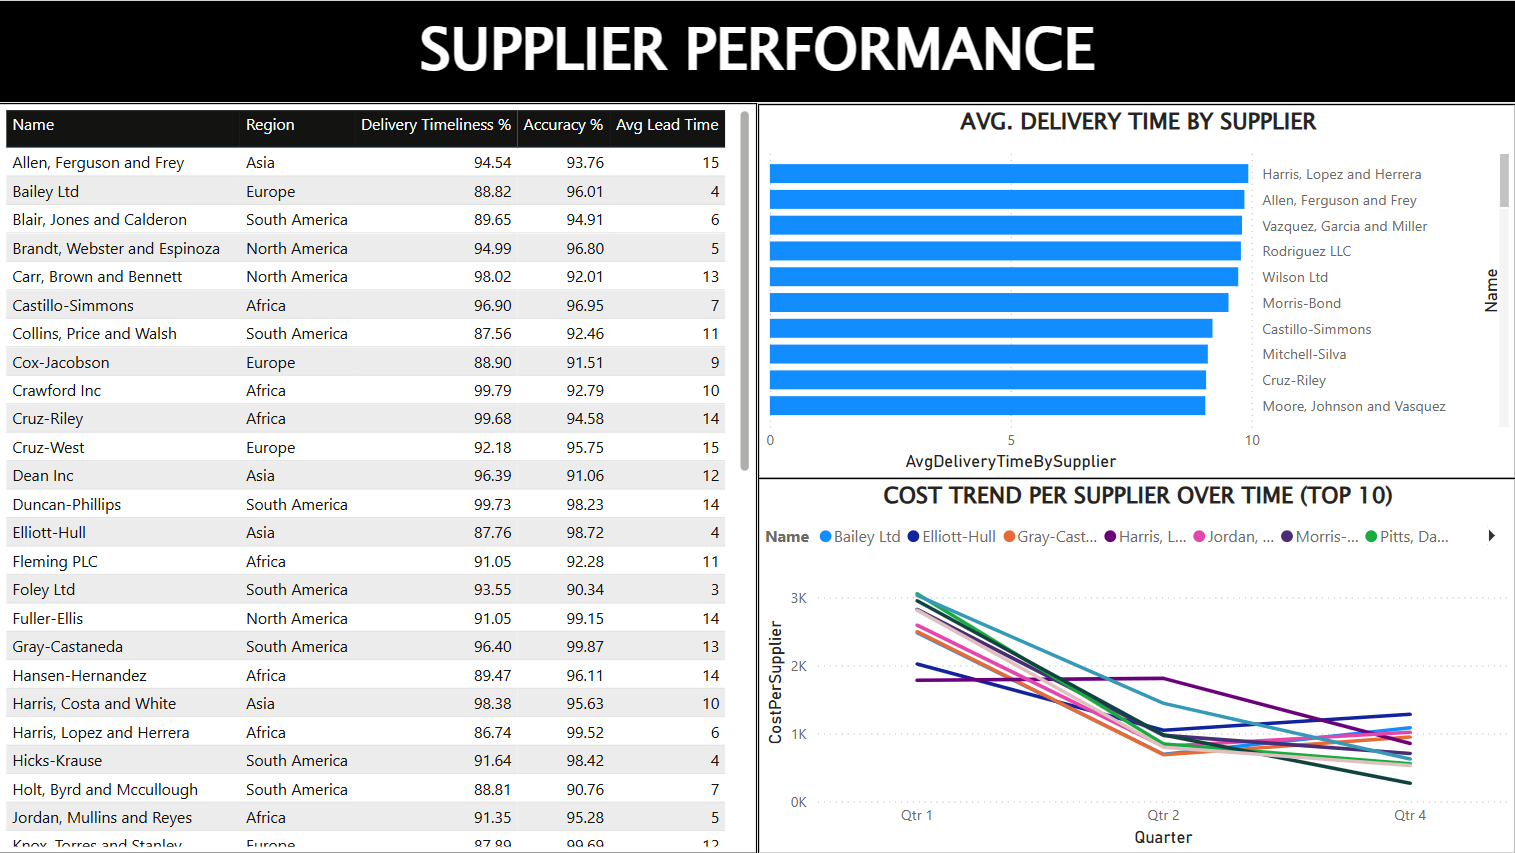 SUPPLIER PERFORMANCE
Name Region Delivery Timeliness % Accuracy % Avg Lead Time
Allen, Ferguson and Frey Asia 94.54 93.76 15
Bailey Ltd Europe 88.82 96.01 4
Blair, Jones and Calderon South America 89.65 94.91 6
Brandt, Webster and Espinoza North America 94.99 96.80 5
Carr, Brown and Bennett North America 98.02 92.01 13
Castillo-Simmons Africa 96.90 96.95 7
Collins, Price and Walsh South America 87.56 92.46 11
Cox-Jacobson Europe 88.90 91.51 9
Crawford Inc Africa 99.79 92.79 10
Cruz-Riley Africa 99.68 94.58 14
Cruz-West Europe 92.18 95.75 15
Dean Inc Asia 96.39 91.06 12
Duncan-Phillips South America 99.73 98.23 14
Elliott-Hull Asia 87.76 98.72 4
Fleming PLC Africa 91.05 92.28 11
Foley Ltd South America 93.55 90.34 3
Fuller-Ellis North America 91.05 99.15 14
Gray-Castaneda South America 96.40 99.87 13
Hansen-Hernandez Africa 89.47 96.11 14
Harris, Costa and White Asia 98.38 95.63 10
Harris, Lopez and Herrera Africa 86.74 99.52 6
Hicks-Krause South America 91.64 98.42 4
Holt, Byrd and Mccullough South America 88.81 90.76 7
Jordan, Mullins and Reyes Africa 91.35 95.28 5
Knox, Torres and Stanley Europe 87.89 99.69 12
AVG. DELIVERY TIME BY SUPPLIER
Harris, Lopez and Herrera
Allen, Ferguson and Frey
Vazquez, Garcia and Miller
Rodriguez LLC
Wilson Ltd
Morris-Bond
Castillo-Simmons
Mitchell-Silva
Cruz-Riley
Moore, Johnson and Vasquez
Name
0 5 10
AvgDeliveryTimeBySupplier
COST TREND PER SUPPLIER OVER TIME (TOP 10)
Name Bailey Ltd Elliott-Hull Gray-Cast... Harris, L... Jordan, ... Morris-... Pitts, Da...
3K
2K
1K
0K
CostPerSupplier
Qtr 1 Qtr 2 Qtr 4
Quarter